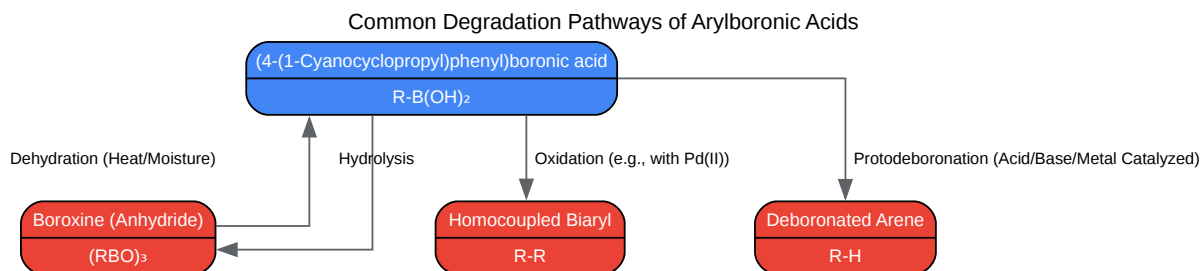 Common Degradation Pathways of Arylboronic Acids
(4-(1-Cyanocyclopropyl)phenyl)boronic acid
R-B(OH)₂
Dehydration (Heat/Moisture)
Hydrolysis
Oxidation (e.g., with Pd(II))
Protodeboronation (Acid/Base/Metal Catalyzed)
Boroxine (Anhydride)
(RBO)₃
Homocoupled Biaryl
R-R
Deboronated Arene
R-H